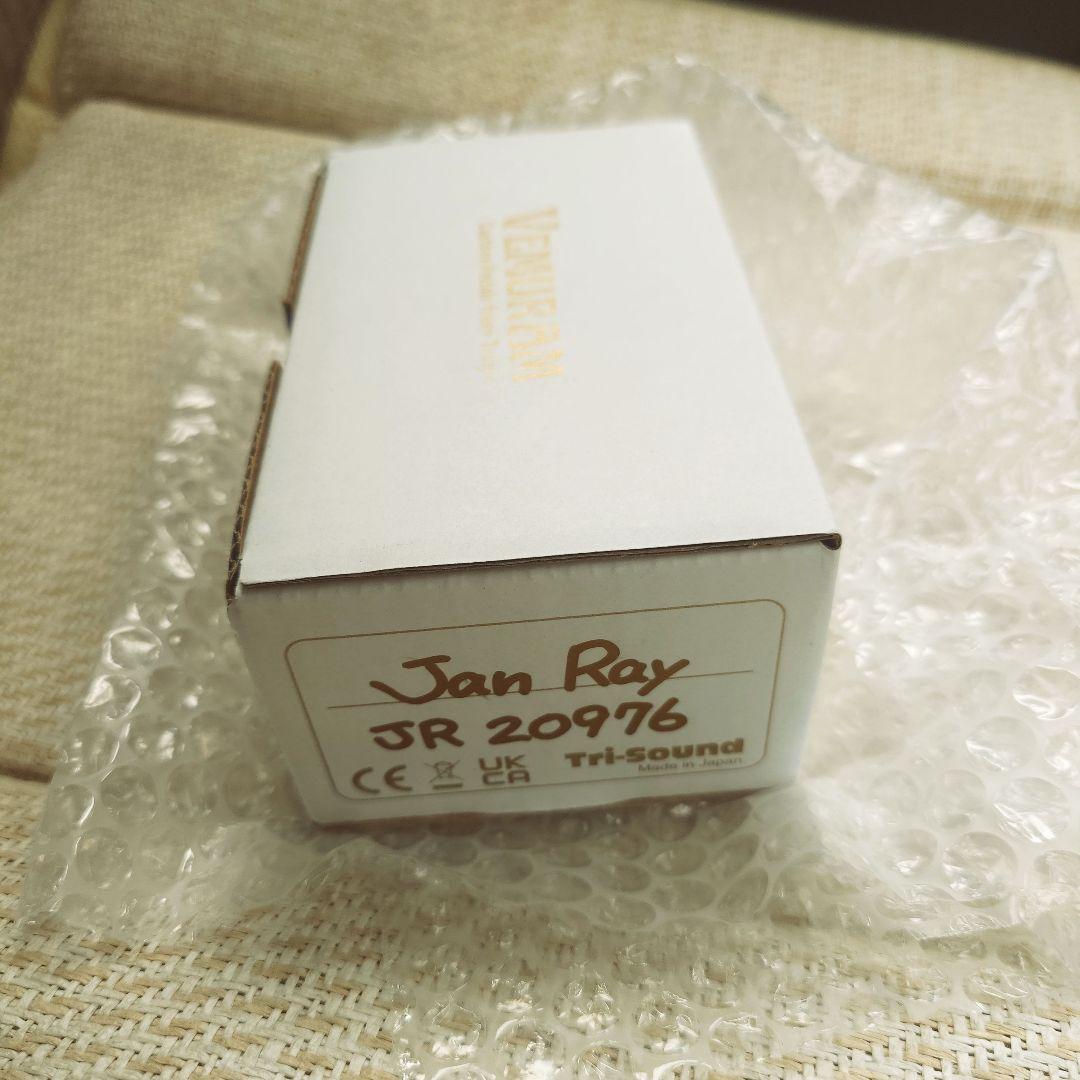 VEMURAM
Jan Ray
JR 20976
CE UK CA Tri-Sound
Made in Japan